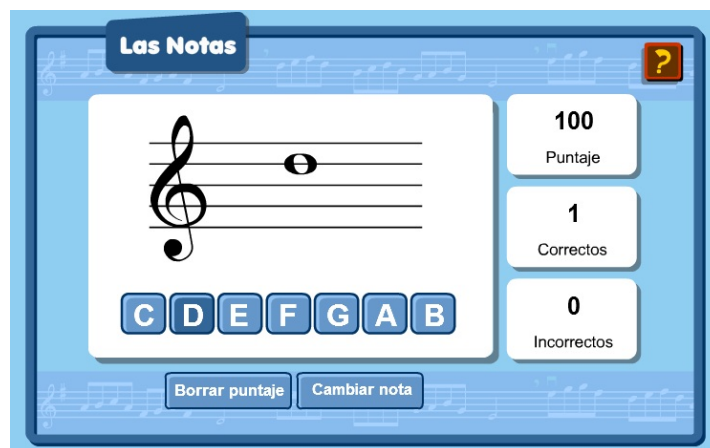 Las Notas
?
100
Puntaje
1
Correctos
0
Incorrectos
C D E F G A B
Borrar puntaje Cambiar nota